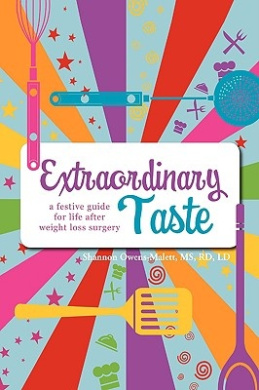 Extraordinary
Taste
a festive guide
for life after
weight loss surgery
Shannon Owens-Malett, MS, RD, LD